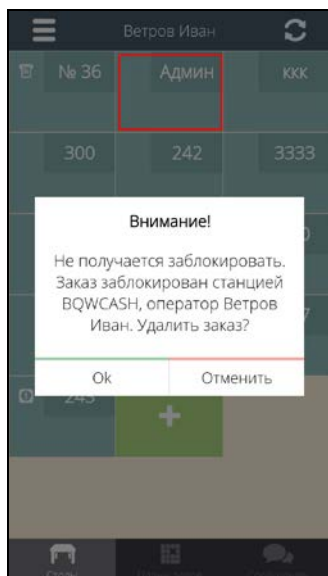 Ветров Иван
№ 36
Админ
ккк
300
242
3333
Внимание!
Не получается заблокировать.
Заказ заблокирован станцией
BQWCASH, оператор Ветров
Иван. Удалить заказ?
Ok
Отменить
243
+